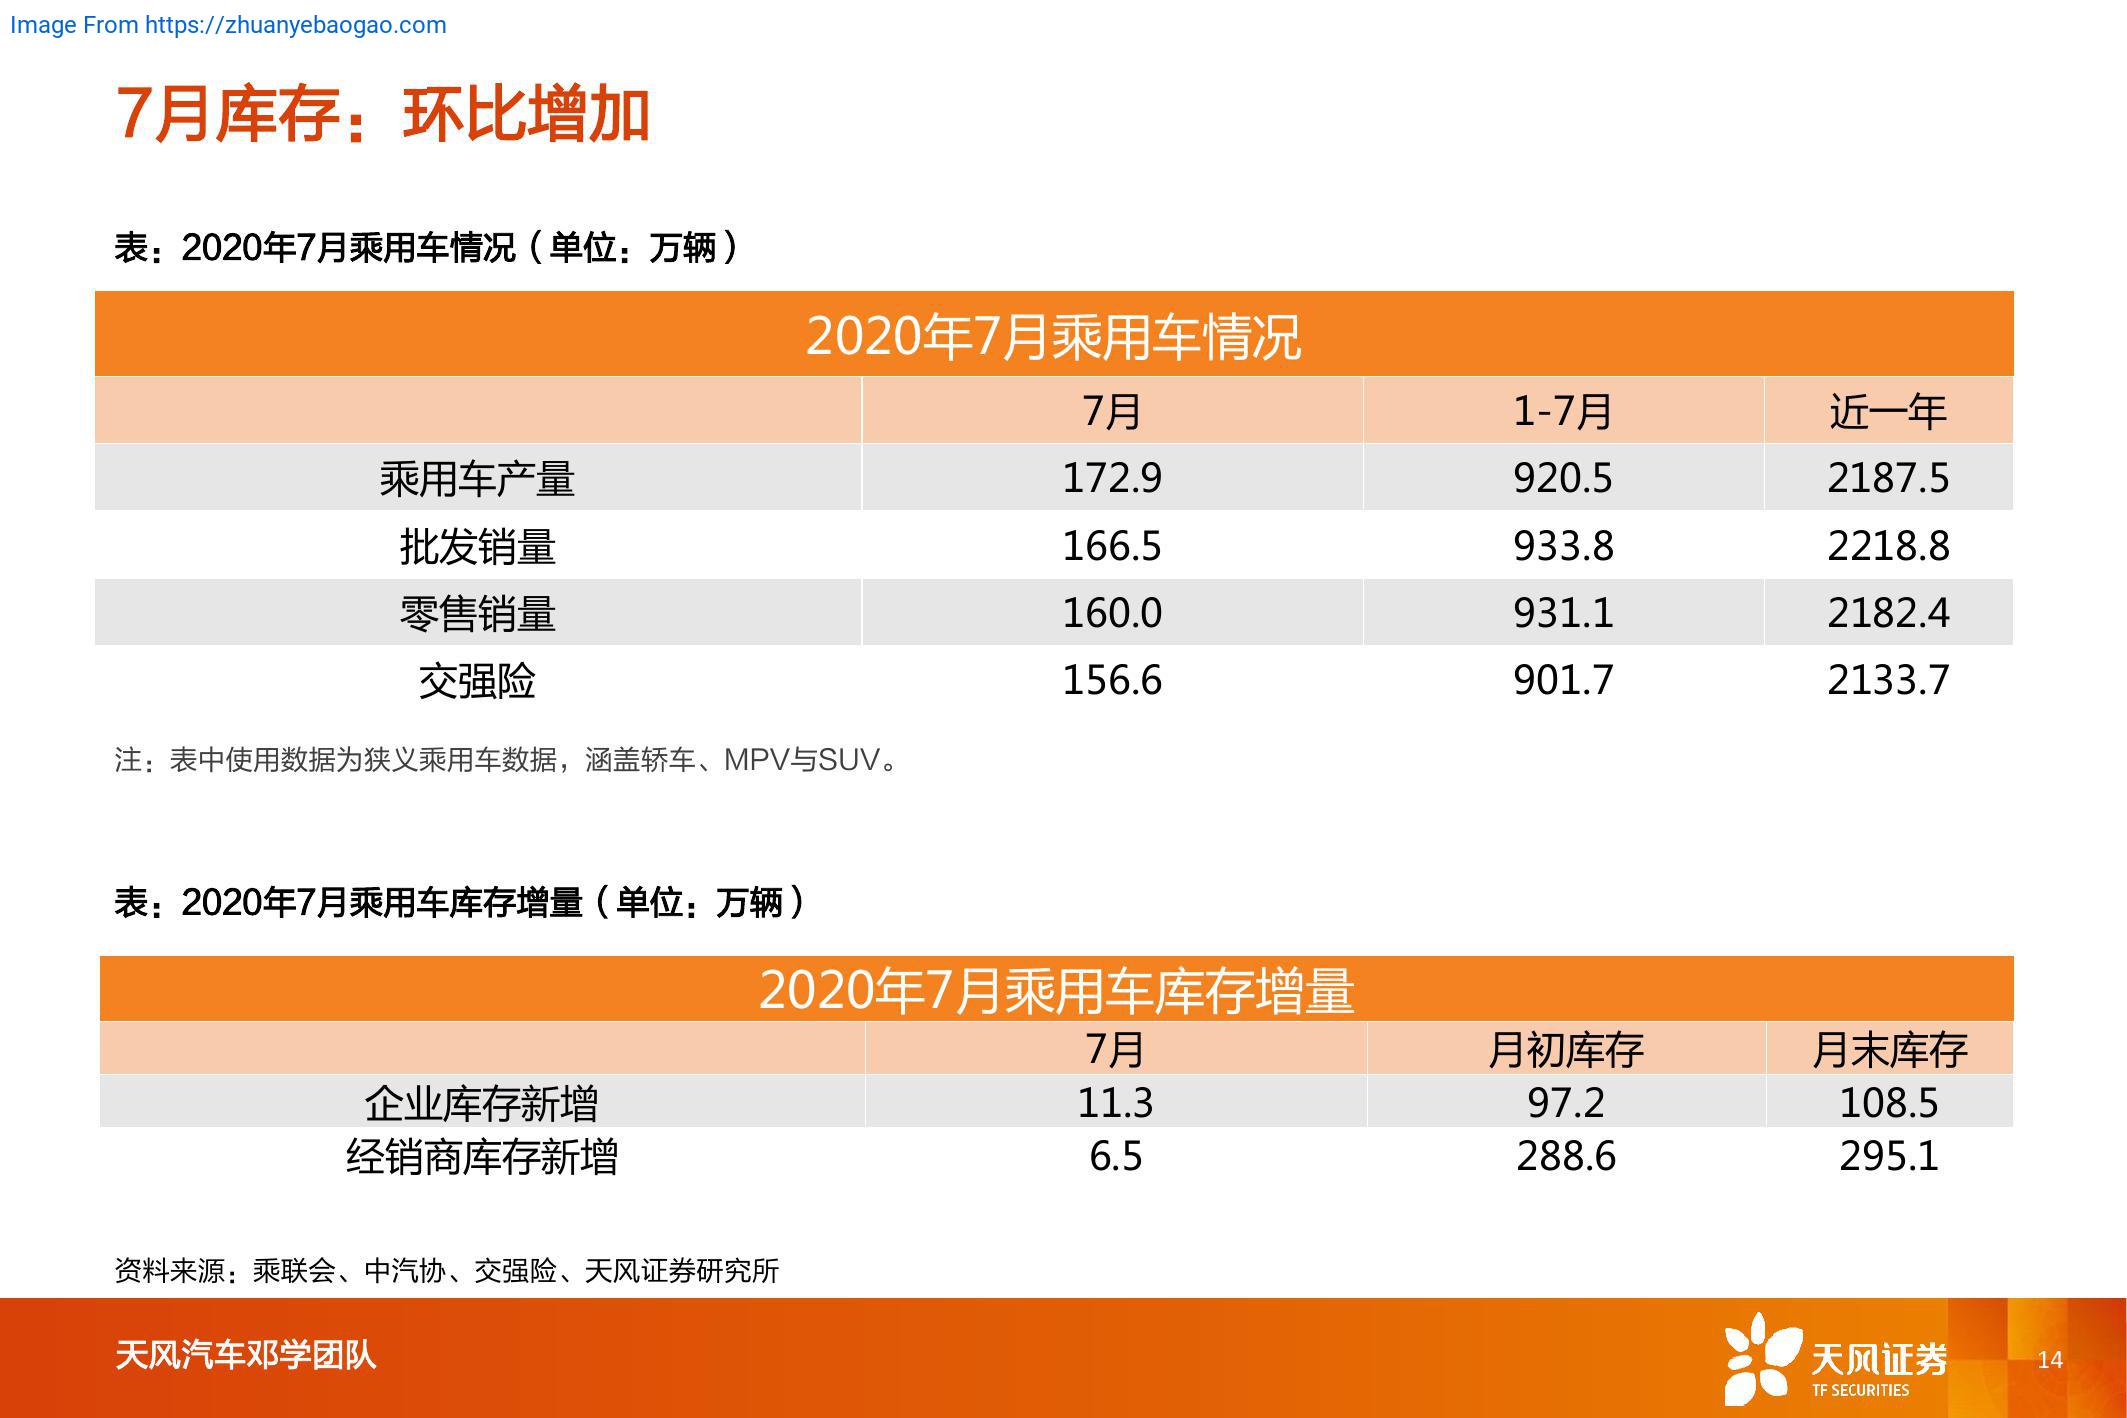 Image From https://zhuanyebaogao.com
7月库存：环比增加
表：2020年7月乘用车情况（单位：万辆）
2020年7月乘用车情况
7月 1-7月 近一年
乘用车产量 172.9 920.5 2187.5
批发销量 166.5 933.8 2218.8
零售销量 160.0 931.1 2182.4
交强险 156.6 901.7 2133.7
注：表中使用数据为狭义乘用车数据，涵盖轿车、MPV与SUV。
表：2020年7月乘用车库存增量（单位：万辆）
2020年7月乘用车库存增量
7月 月初库存 月末库存
企业库存新增 11.3 97.2 108.5
经销商库存新增 6.5 288.6 295.1
资料来源：乘联会、中汽协、交强险、天风证券研究所
天风汽车邓学团队
天风证券
TF SECURITIES
14